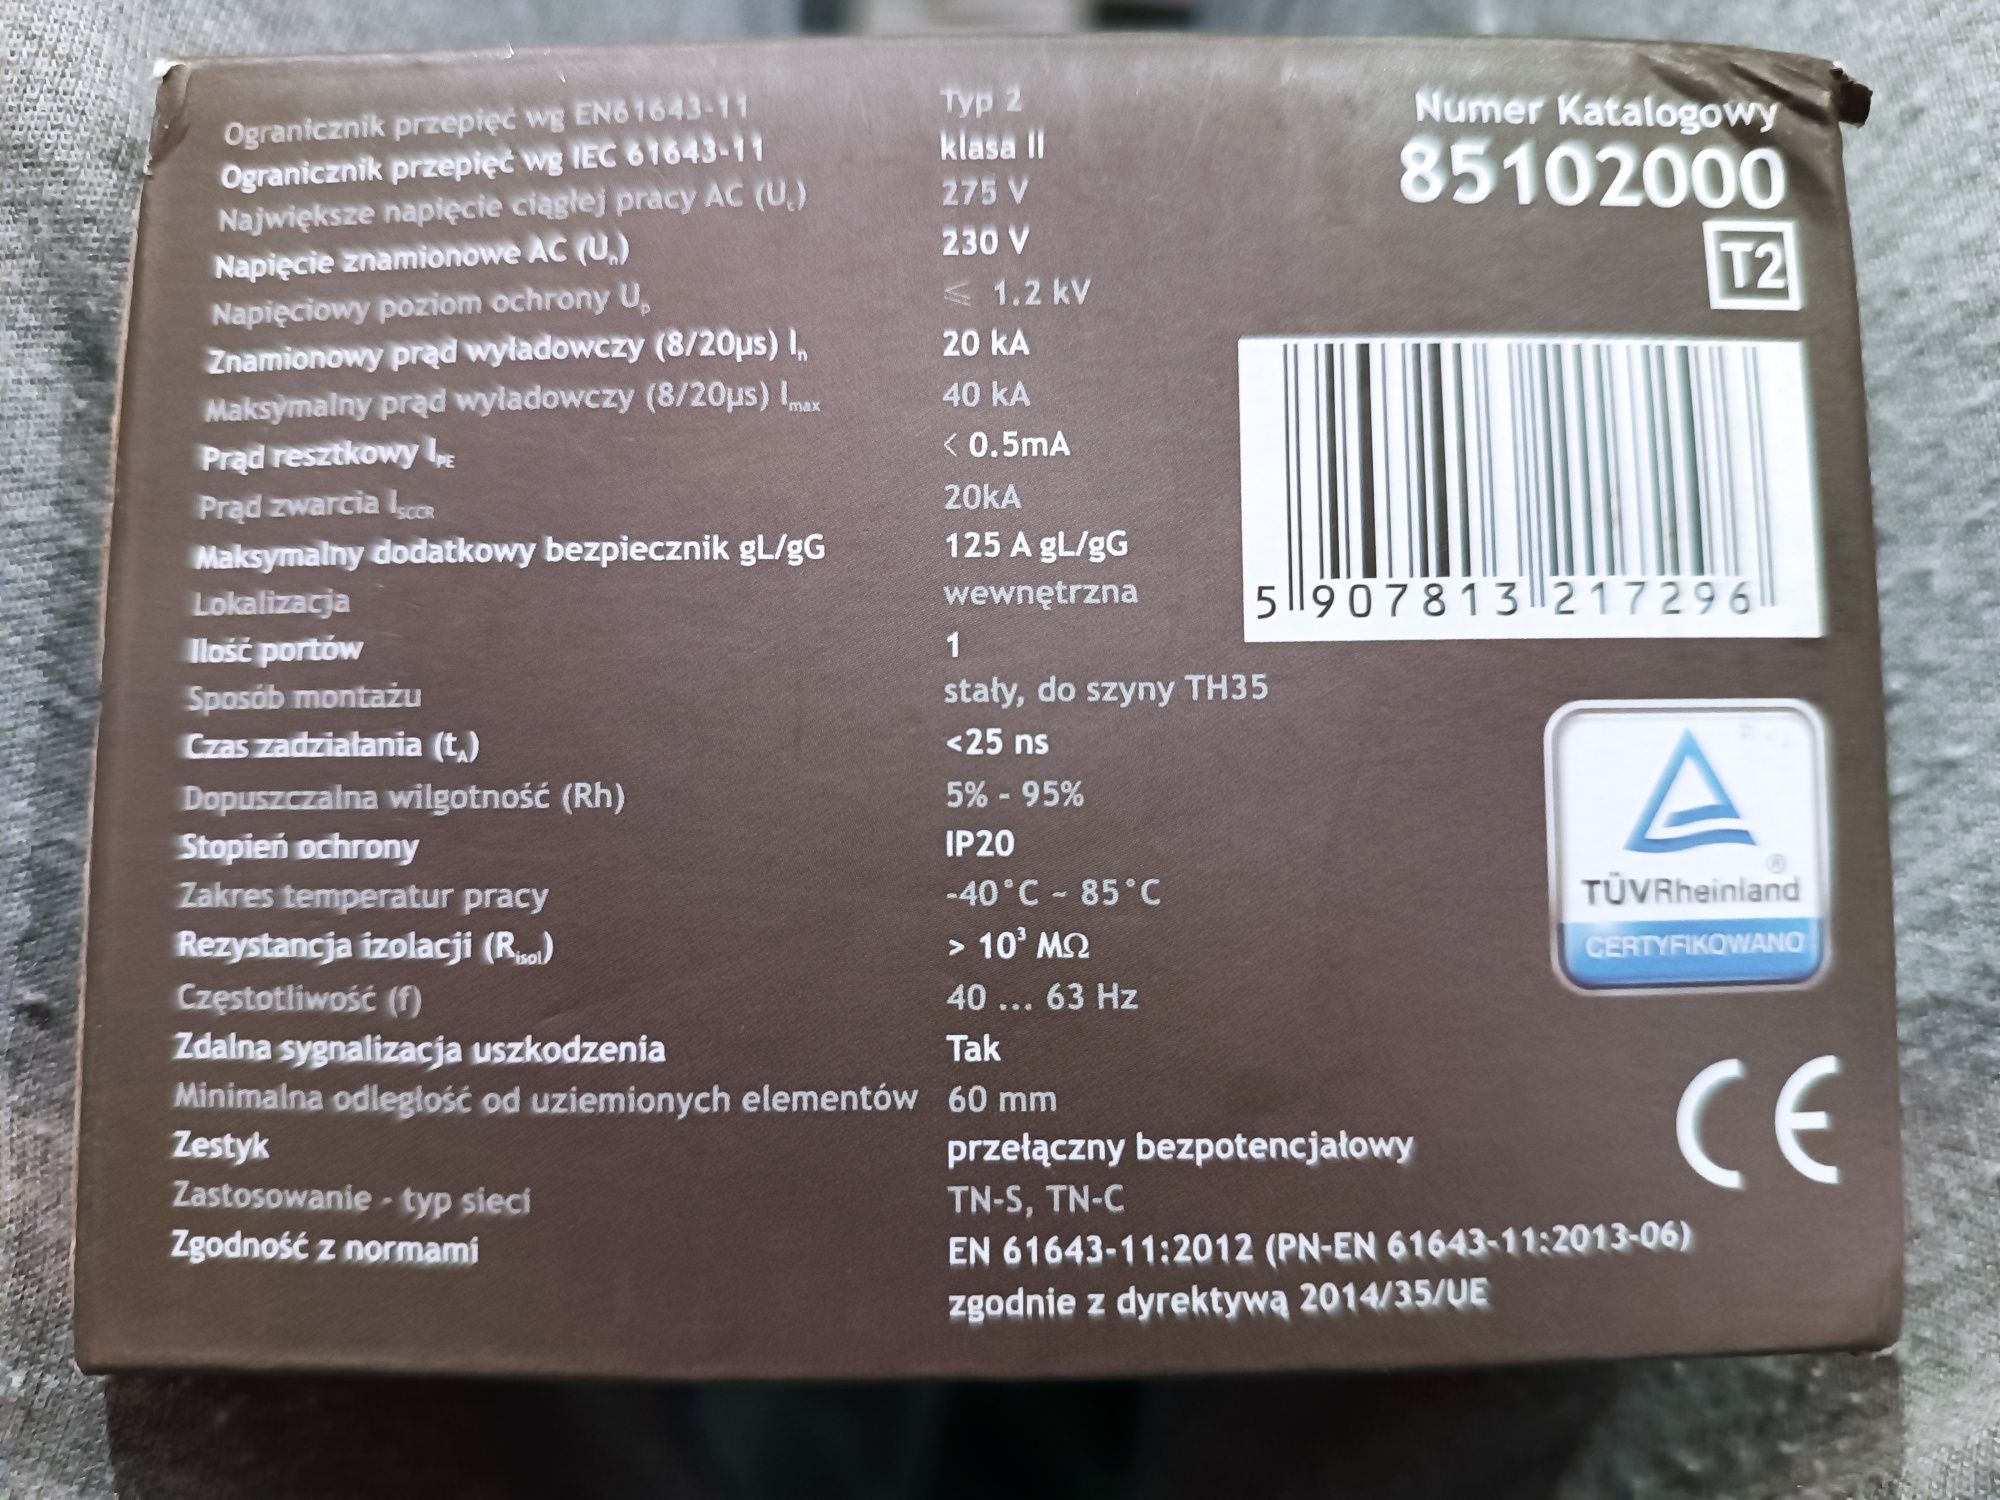 Ogranicznik przepięć wg EN61643-11 Typ 2
Ogranicznik przepięć wg IEC 61643-11 klasa II
Największe napięcie ciągłej pracy AC (Uc) 275 V
Napięcie znamionowe AC (Un) 230 V
Napięciowy poziom ochrony Up ≤ 1.2 kV
Znamionowy prąd wyładowczy (8/20µs) In 20 kA
Maksymalny prąd wyładowczy (8/20µs) Imax 40 kA
Prąd resztkowy IPE < 0.5mA
Prąd zwarcia ISCCR 20kA
Maksymalny dodatkowy bezpiecznik gL/gG 125 A gL/gG
Lokalizacja wewnętrzna
Ilość portów 1
Sposób montażu stały, do szyny TH35
Czas zadziałania (tA) <25 ns
Dopuszczalna wilgotność (Rh) 5% - 95%
Stopień ochrony IP20
Zakres temperatur pracy -40°C ~ 85°C
Rezystancja izolacji (Risol) > 10³ MΩ
Częstotliwość (f) 40 ... 63 Hz
Zdalna sygnalizacja uszkodzenia Tak
Minimalna odległość od uziemionych elementów 60 mm
Zestyk przełączny bezpotencjałowy
Zastosowanie - typ sieci TN-S, TN-C
Zgodność z normami EN 61643-11:2012 (PN-EN 61643-11:2013-06)
zgodnie z dyrektywą 2014/35/UE
Numer Katalogowy
85102000
T2
5 907813 217296
®
TÜVRheinland
CERTYFIKOWANO
CE